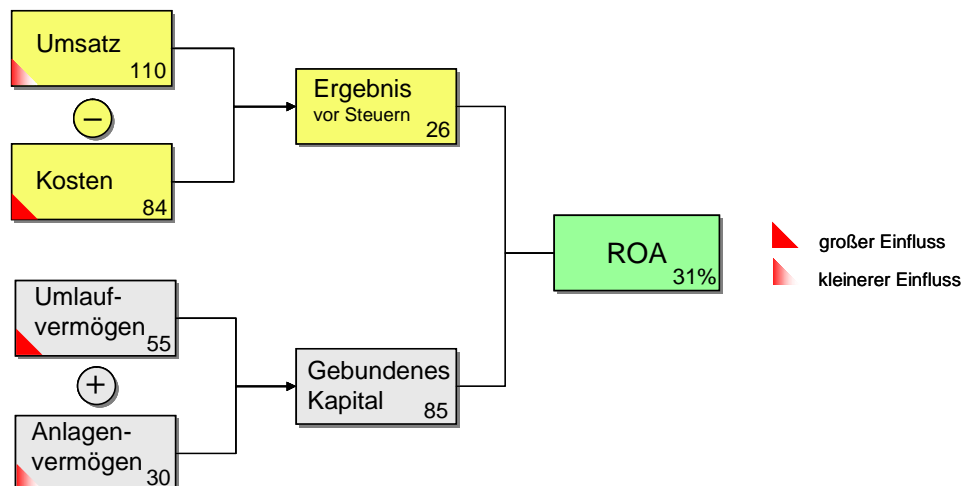 Umsatz
110
–
Kosten
84
Ergebnis
vor Steuern
26
Umlauf-
vermögen
55
+
Anlagen-
vermögen
30
Gebundenes
Kapital
85
ROA
31%
großer Einfluss
kleinerer Einfluss